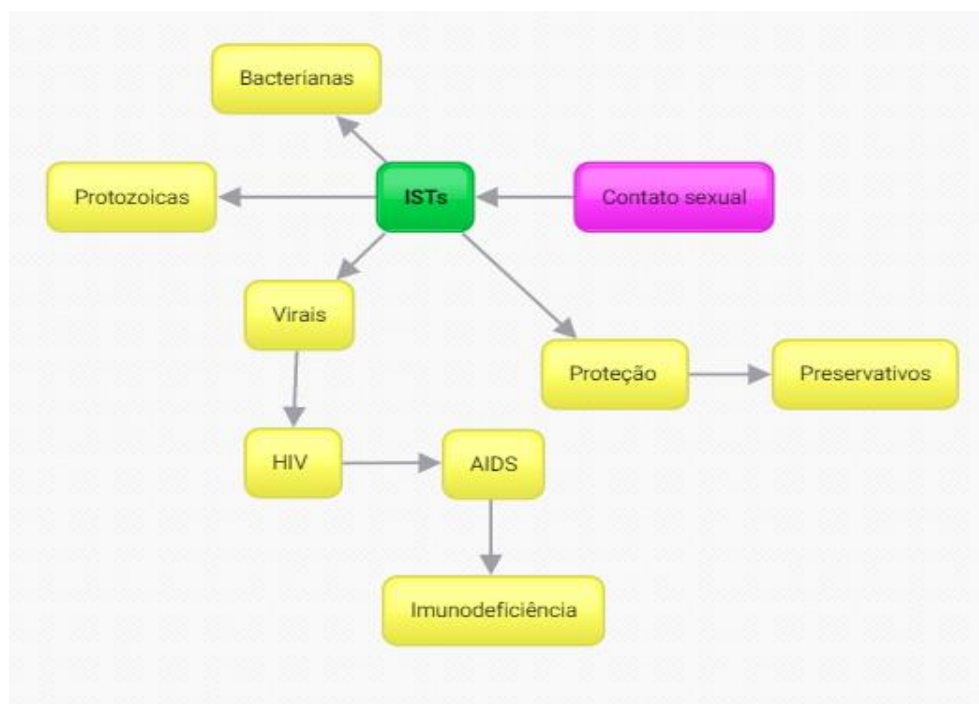 Bacterianas
Protozoicas
ISTs
Contato sexual
Virais
Proteção
Preservativos
HIV
AIDS
Imunodeficiência